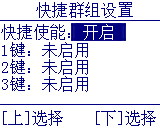 快捷群组设置
快捷使能:开启
1键: 未启用
2键: 未启用
3键: 未启用
[上]选择 [下]选择